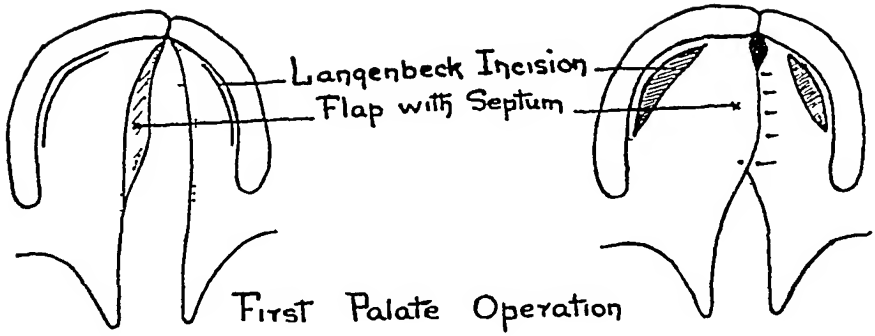 Langenbeck Incision
Flap with Septum
First Palate Operation